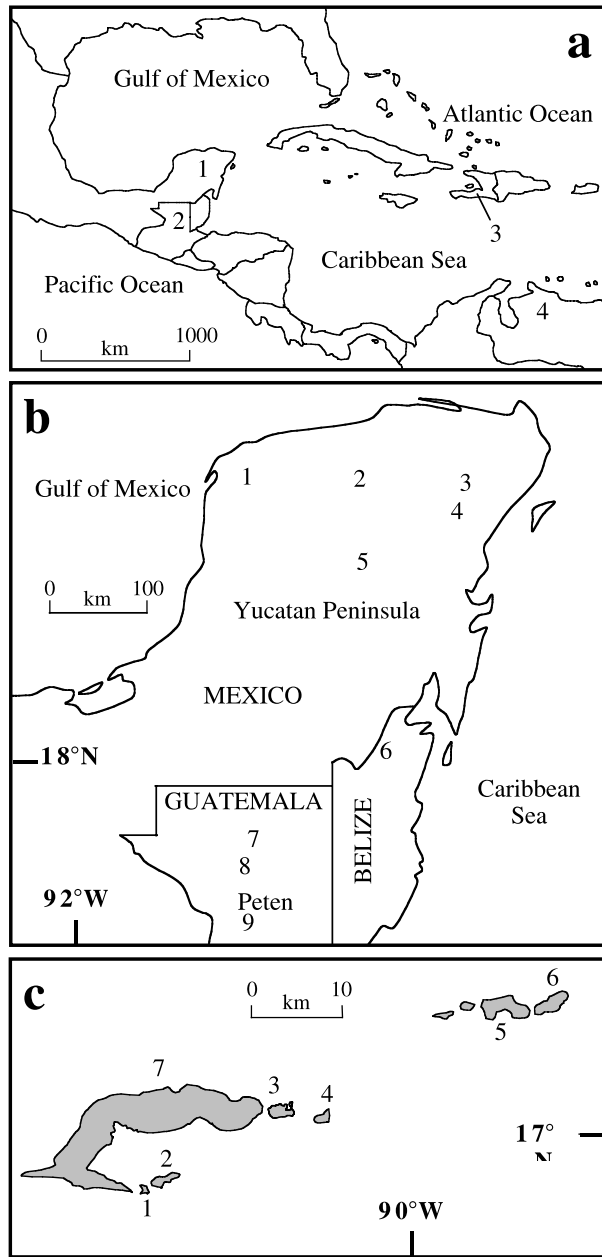 a
Gulf of Mexico
Atlantic Ocean
1
2
3
Caribbean Sea
Pacific Ocean
4
0 1000
km
b
Gulf of Mexico
1 2 3
4
5
0 100
km
Yucatan Peninsula
MEXICO
6
18°N
Caribbean
Sea
GUATEMALA
BELIZE
7
8
Peten
9
92°W
c
0 10
km
6
5
7
3 4
2
1
17°
N
90°W